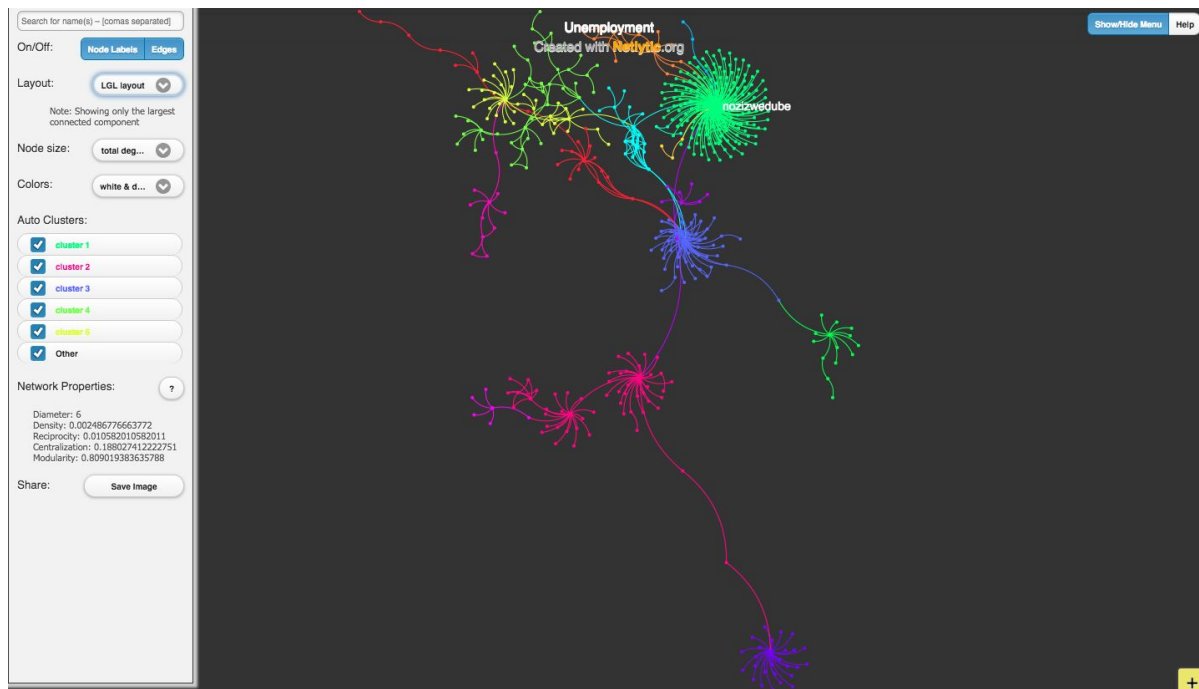 Search for name(s) – [comas separated]
On/Off:
Node Labels
Edges
Layout:
LGL layout
Note: Showing only the largest
connected component
Node size:
total deg...
Colors:
white & d...
Auto Clusters:
cluster 1
cluster 2
cluster 3
cluster 4
cluster 5
Other
Network Properties:
?
Diameter: 6
Density: 0.002486776663772
Reciprocity: 0.010582010582011
Centralization: 0.188027412222751
Modularity: 0.809019383635788
Share:
Save Image
Unemployment
Created with Netlytic.org
nozizwedube
Show/Hide Menu
Help
+